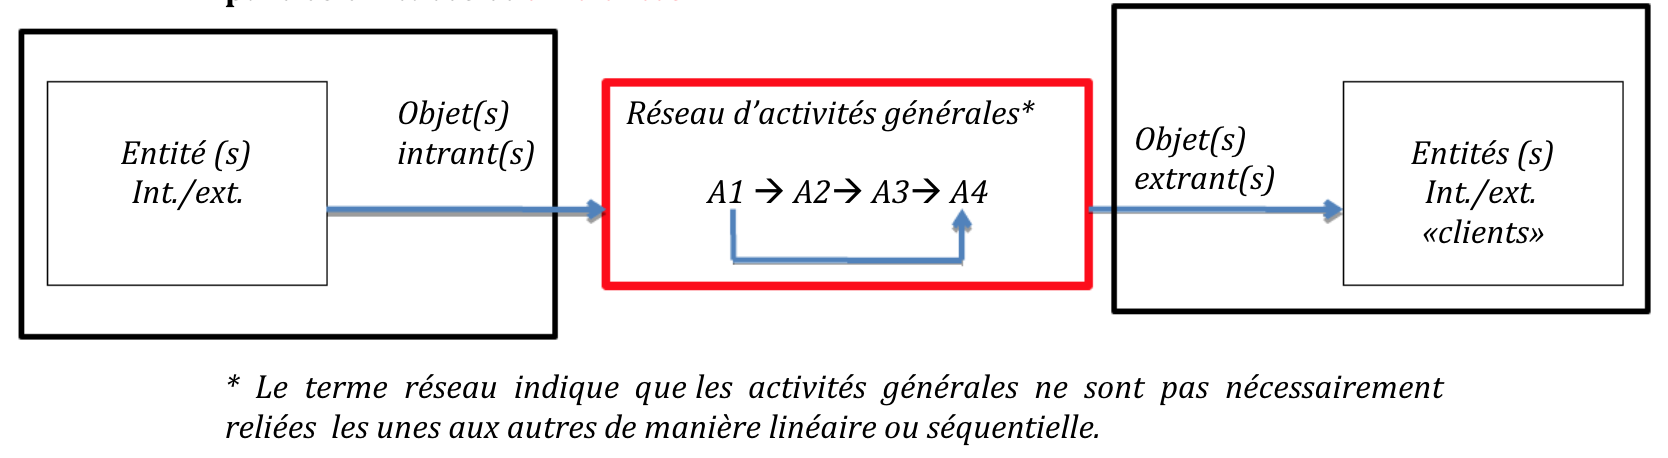 Entité (s)
Int./ext.
Objet(s)
intrant(s)
Réseau d’activités générales*
A1 → A2→ A3→ A4
Objet(s)
extrant(s)
Entités (s)
Int./ext.
«clients»
* Le terme réseau indique que les activités générales ne sont pas nécessairement
reliées les unes aux autres de manière linéaire ou séquentielle.